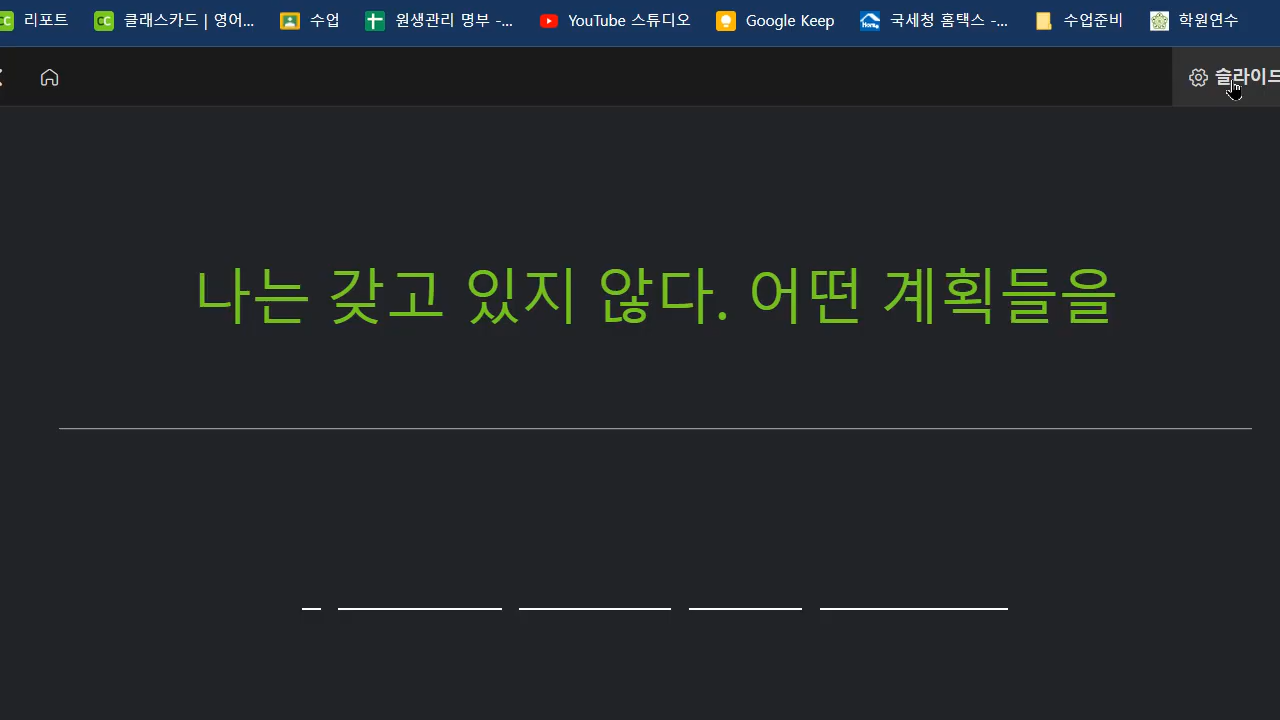 리포트 클래스카드 | 영어... 수업 원생관리 명부 -... YouTube 스튜디오 Google Keep 국세청 홈택스 -... 수업준비 학원연수
슬라이드
나는 갖고 있지 않다. 어떤 계획들을